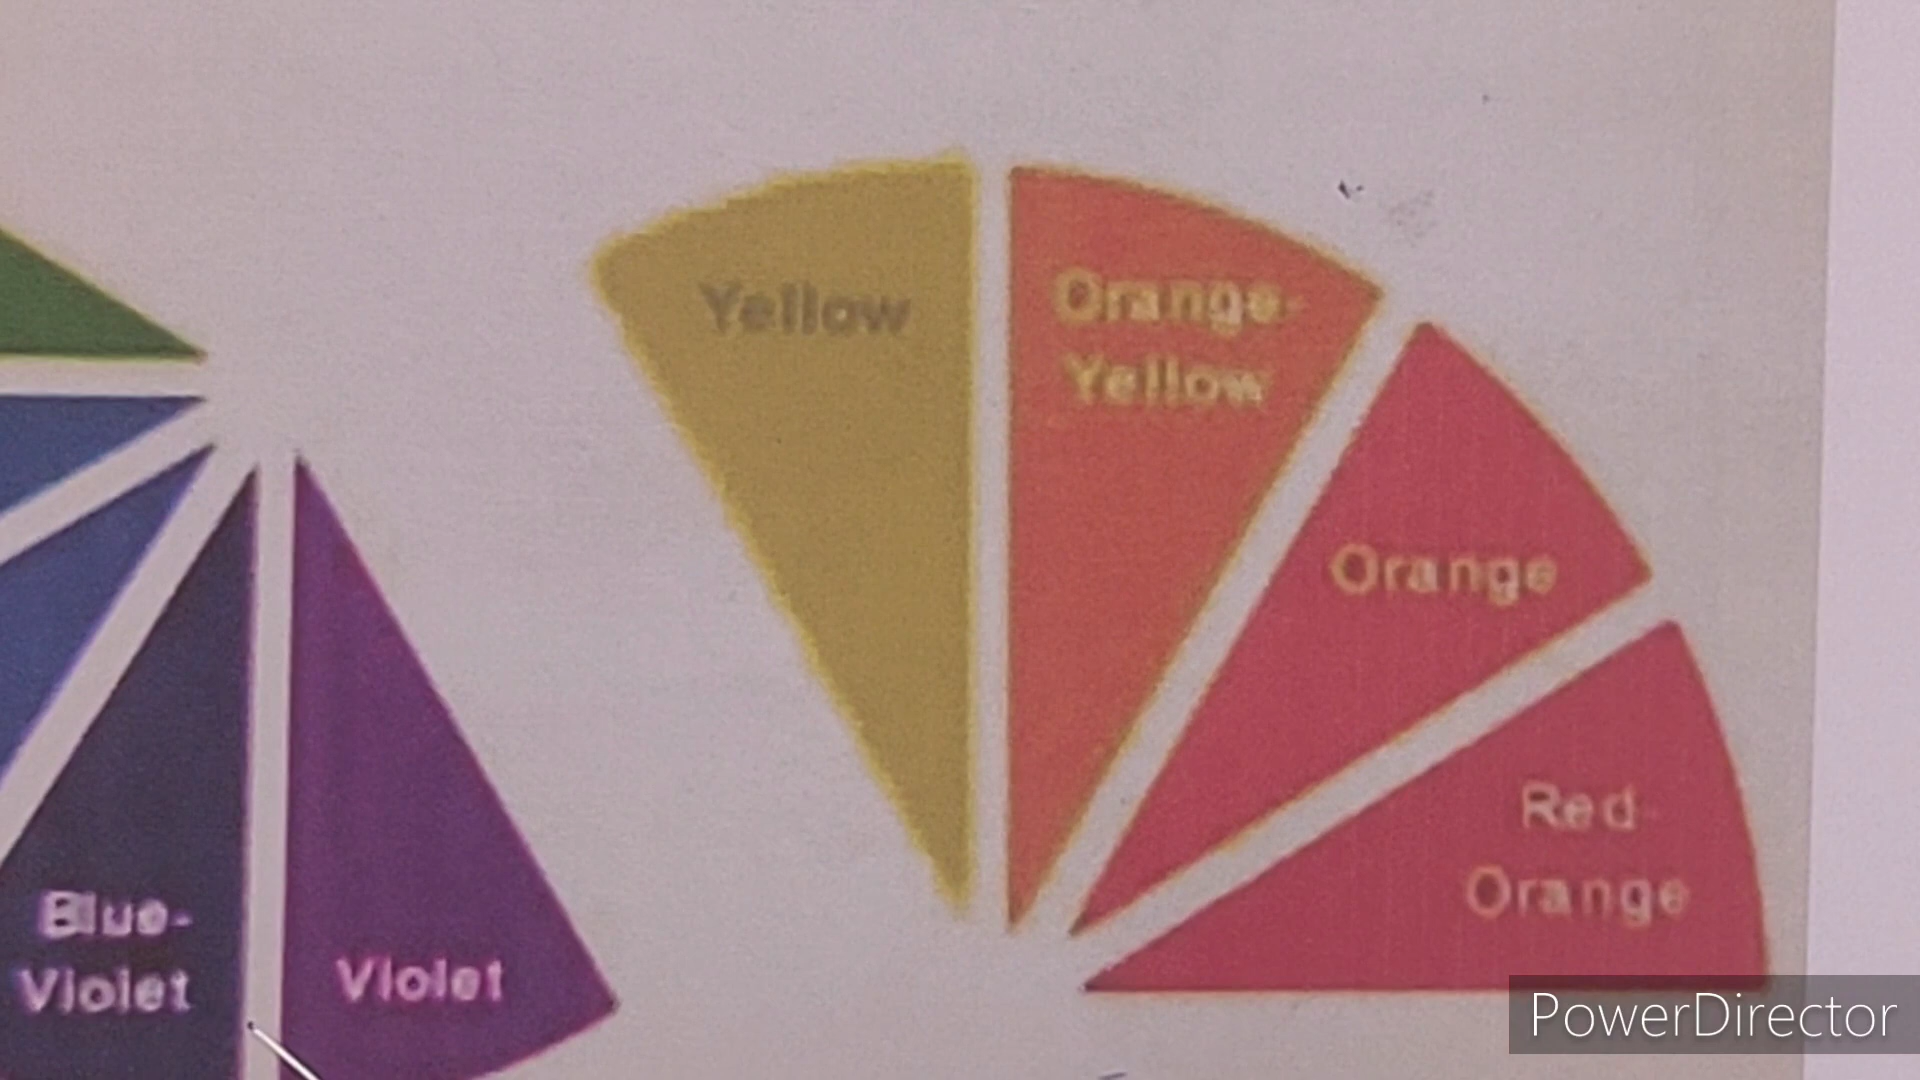 Yellow
Orange-
Yellow
Orange
Red-
Orange
Blue-
Violet
Violet
PowerDirector